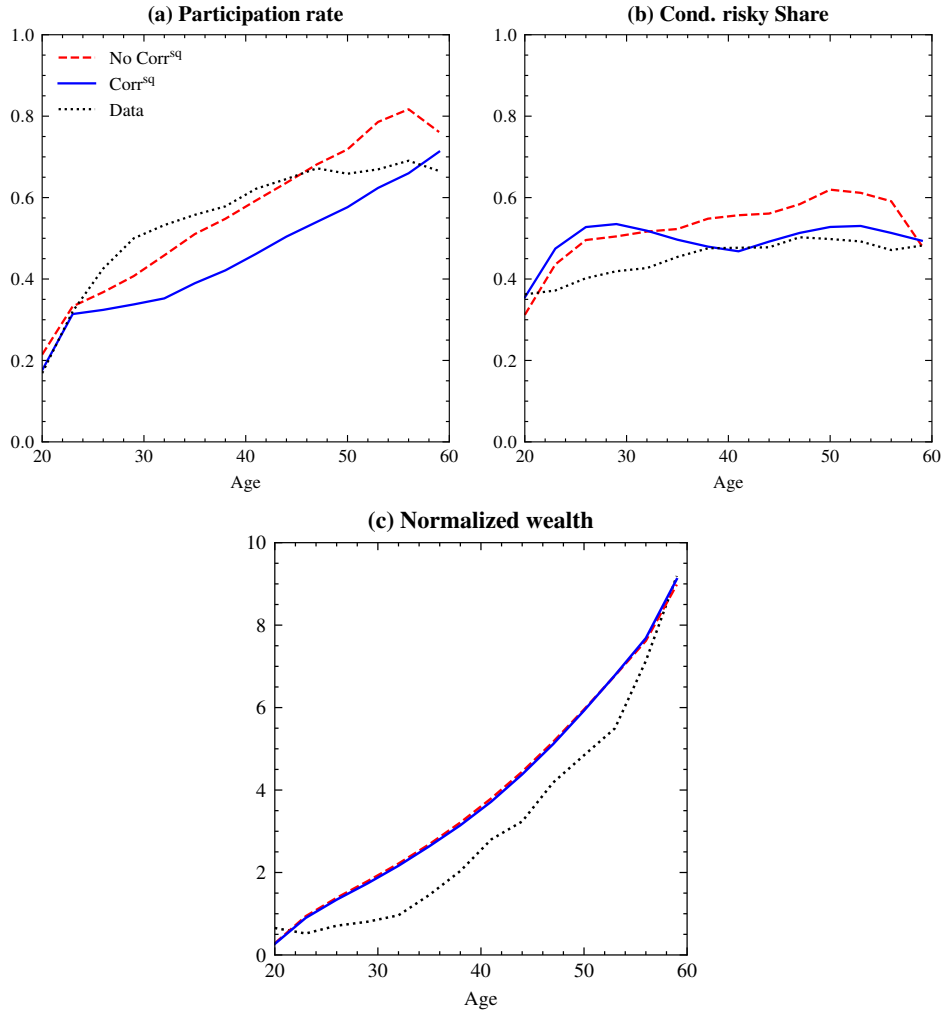 (a) Participation rate
1.0
0.8
0.6
0.4
0.2
0.0
No Corr^sq
Corr^sq
Data
20 30 40 50 60
Age
(b) Cond. risky Share
1.0
0.8
0.6
0.4
0.2
0.0
20 30 40 50 60
Age
(c) Normalized wealth
10
8
6
4
2
0
20 30 40 50 60
Age